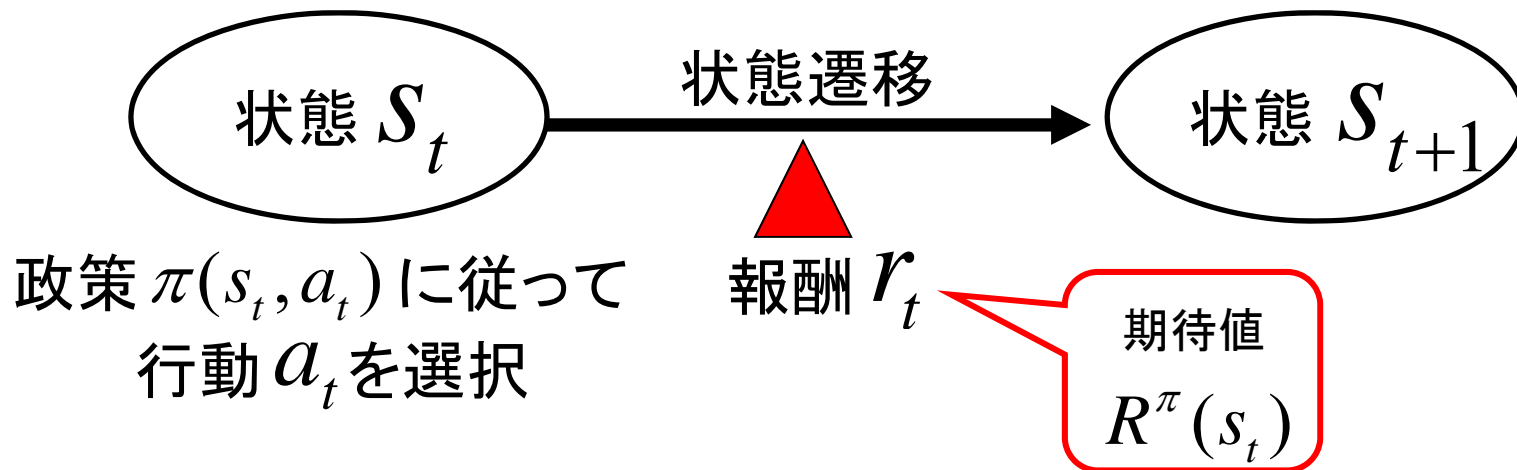 状態 s_t
状態遷移
状態 s_{t+1}
政策 π(s_t, a_t) に従って
行動 a_t を選択
報酬 r_t
期待値
R^π(s_t)